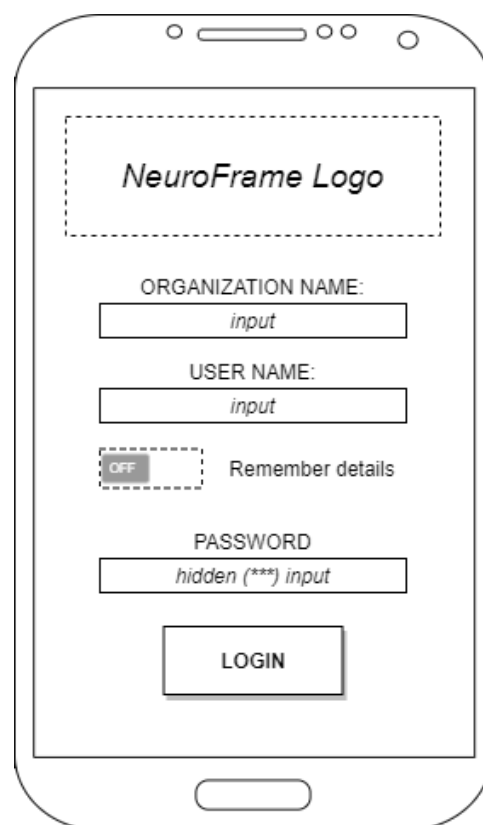 NeuroFrame Logo
ORGANIZATION NAME:
input
USER NAME:
input
OFF Remember details
PASSWORD
hidden (***) input
LOGIN